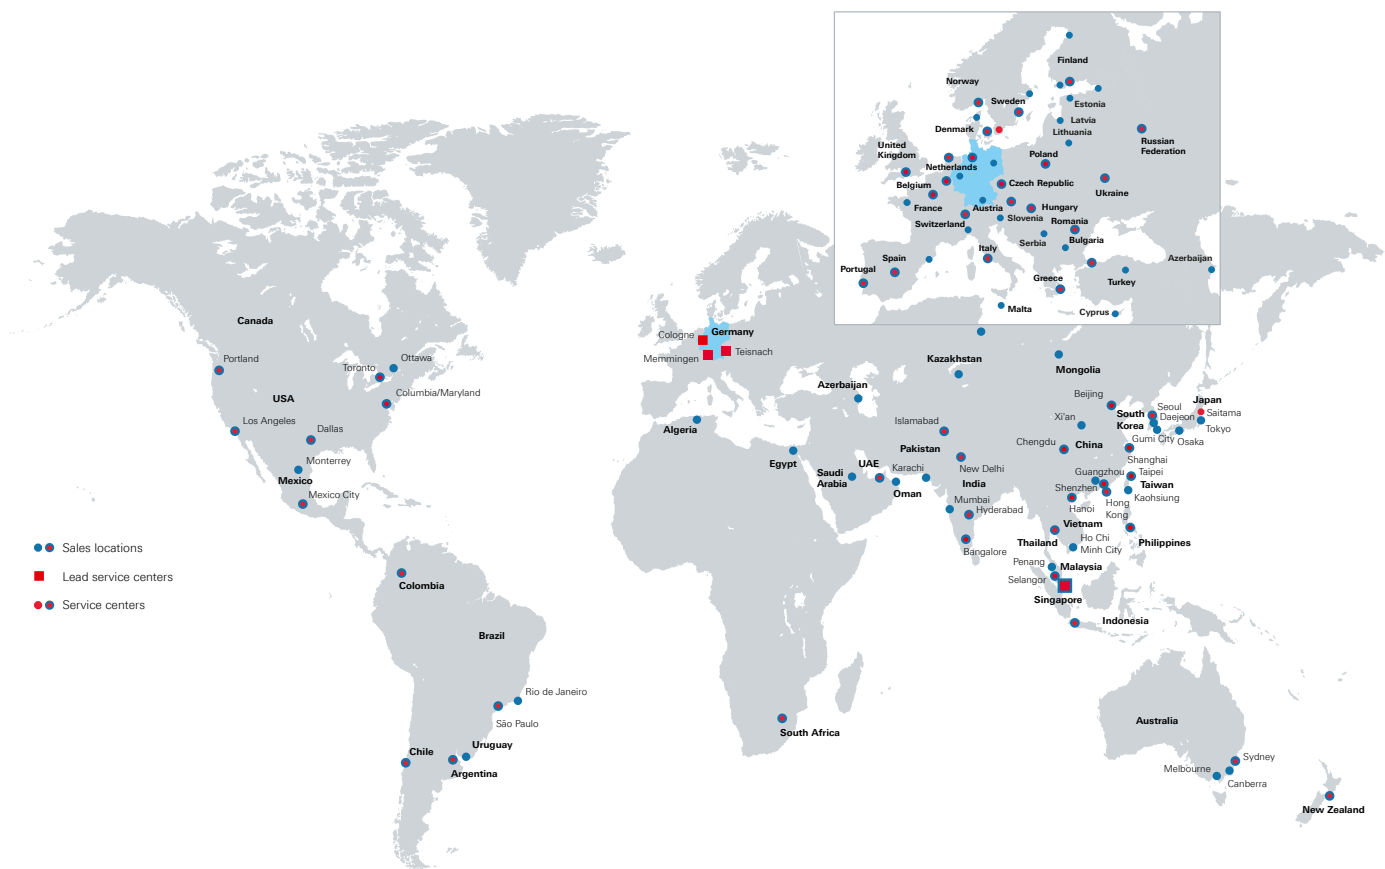 Finland
Norway
Sweden
Estonia
Latvia
Denmark
Lithuania
Russian
Federation
United
Kingdom
Poland
Netherlands
Czech Republic
Belgium
Ukraine
France
Austria
Hungary
Slovenia
Romania
Switzerland
Serbia
Bulgaria
Italy
Spain
Azerbaijan
Portugal
Greece
Turkey
Malta
Cyprus
Canada
Portland
Ottawa
Toronto
Columbia/Maryland
USA
Los Angeles
Dallas
Monterrey
Mexico
Mexico City
Cologne
Germany
Memmingen
Teisnach
Kazakhstan
Mongolia
Azerbaijan
Beijing
Japan
Seoul
Saitama
South
Korea
Daejeon
Tokyo
Gumi City
Osaka
Xi'an
Islamabad
Algeria
Chengdu
China
Pakistan
Shanghai
Egypt
UAE
Saudi
Arabia
Karachi
New Delhi
India
Guangzhou
Taipei
Taiwan
Shenzhen
Kaohsiung
Oman
Mumbai
Hyderabad
Hanoi
Hong
Kong
Vietnam
Thailand
Ho Chi
Minh City
Philippines
Bangalore
Penang
Malaysia
Selangor
Singapore
Indonesia
Sales locations
Lead service centers
Service centers
Colombia
Brazil
Rio de Janeiro
São Paulo
Uruguay
Chile
Argentina
South Africa
Australia
Sydney
Melbourne
Canberra
New Zealand